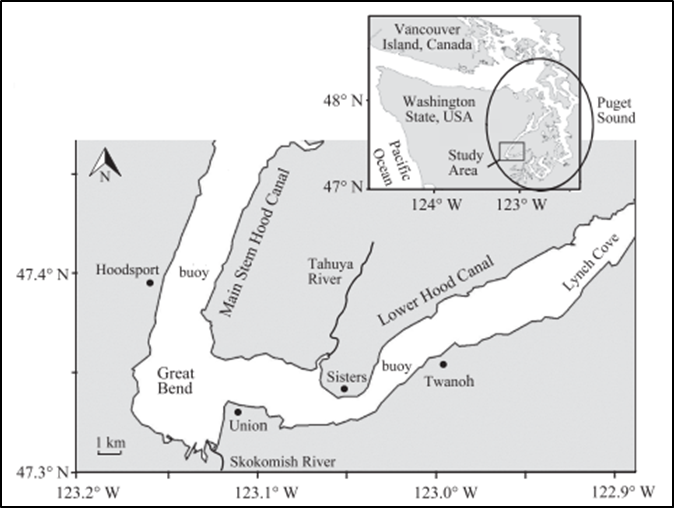 Vancouver
Island, Canada
48° N
Washington
State, USA
Puget
Sound
Study
Area
Pacific
Ocean
47° N
124° W
123° W
N
Main Stem Hood Canal
Hoodsport
buoy
47.4° N
Tahuya
River
Lower Hood Canal
Lynch Cove
Great
Bend
Sisters
buoy
Twanoh
Union
1 km
Skokomish River
47.3° N
123.2° W
123.1° W
123.0° W
122.9° W